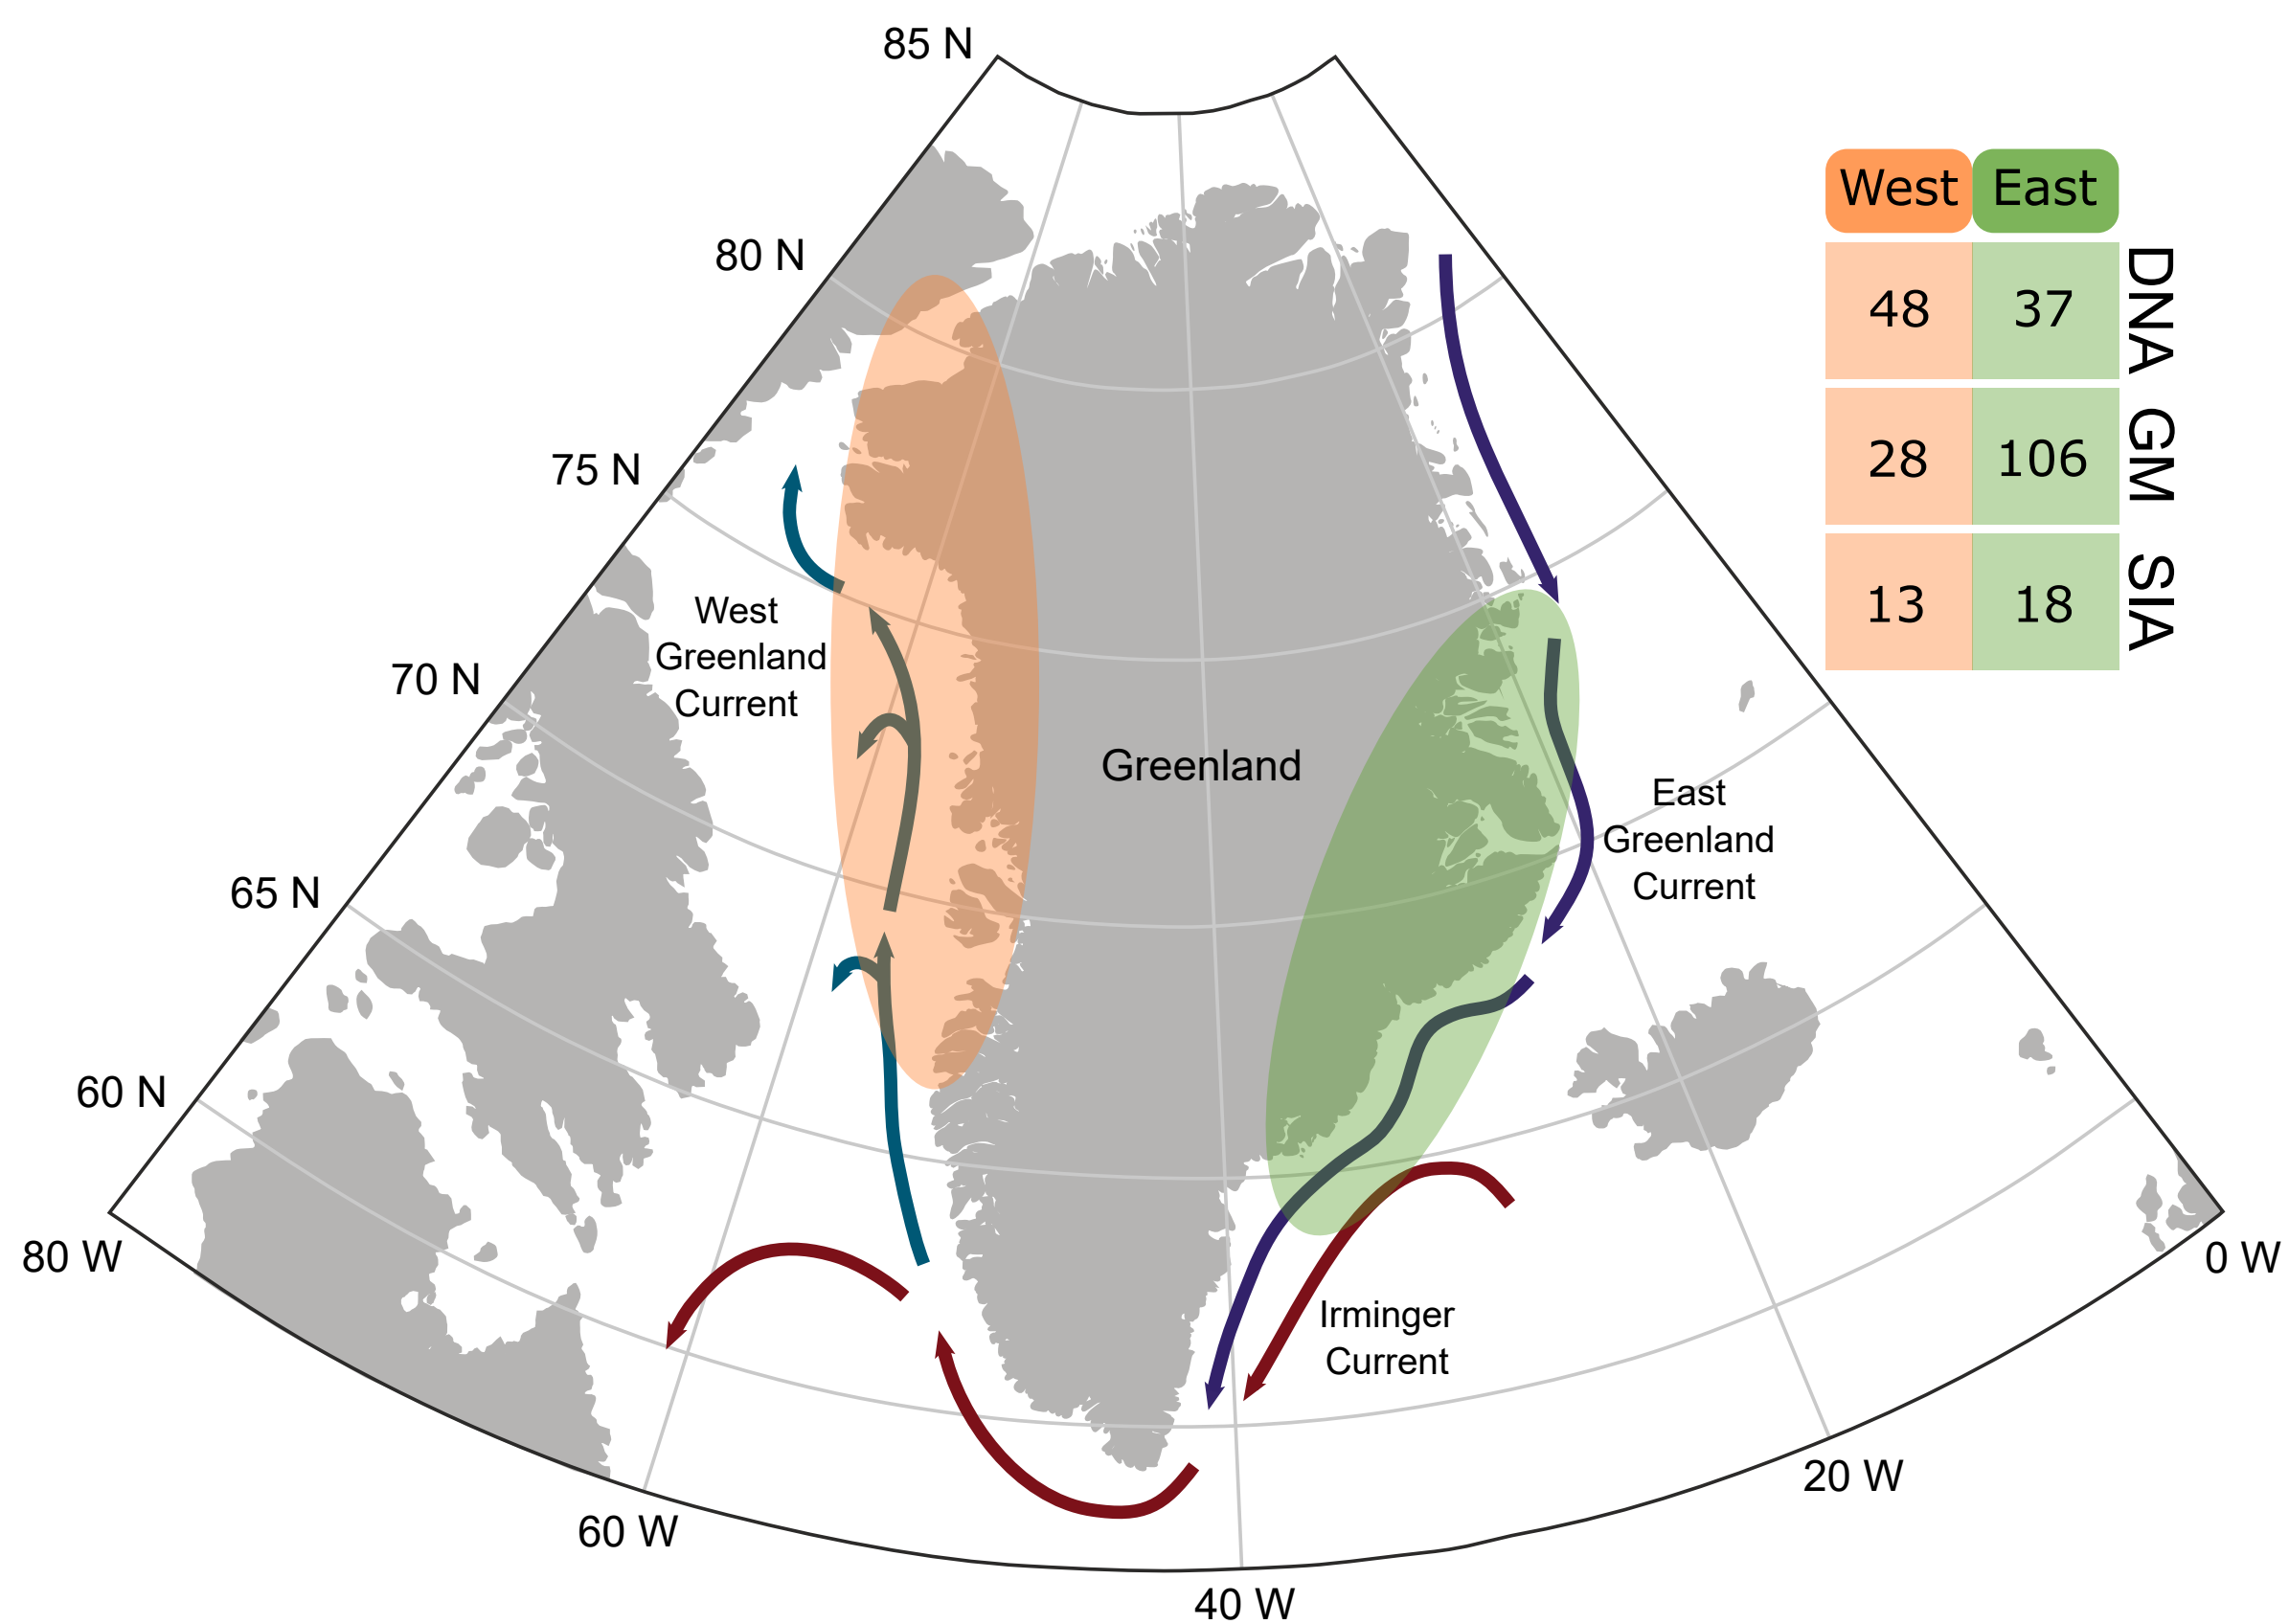 85 N
80 N
75 N
70 N
65 N
60 N
80 W
60 W
40 W
20 W
0 W
West
Greenland
Current
Greenland
East
Greenland
Current
Irminger
Current
West East
48 37 DNA
28 106 GM
13 18 SIA